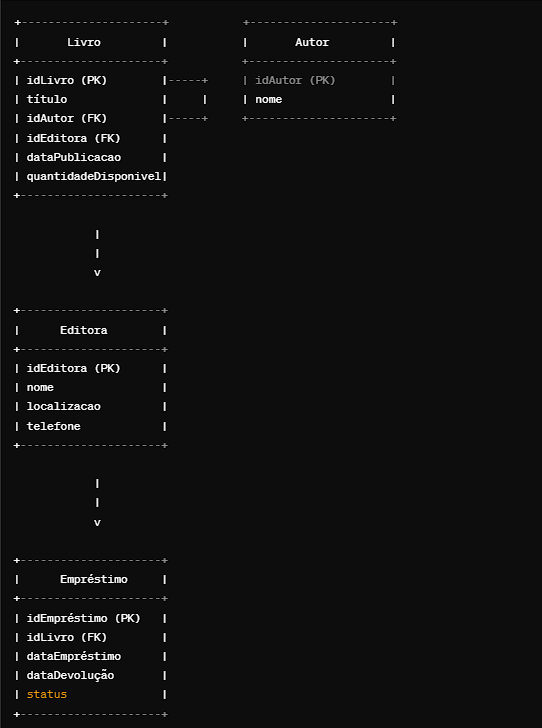 +---------------------+           +---------------------+
|       Livro         |           |       Autor         |
+---------------------+           +---------------------+
| idLivro (PK)        |-----+     | idAutor (PK)        |
| título              |     |     | nome                |
| idAutor (FK)        |-----+     +---------------------+
| idEditora (FK)      |
| dataPublicacao      |
| quantidadeDisponivel|
+---------------------+
            |
            |
            v
+---------------------+
|      Editora        |
+---------------------+
| idEditora (PK)      |
| nome                |
| localizacao         |
| telefone            |
+---------------------+
            |
            |
            v
+---------------------+
|      Empréstimo     |
+---------------------+
| idEmpréstimo (PK)   |
| idLivro (FK)        |
| dataEmpréstimo      |
| dataDevolução       |
| status              |
+---------------------+